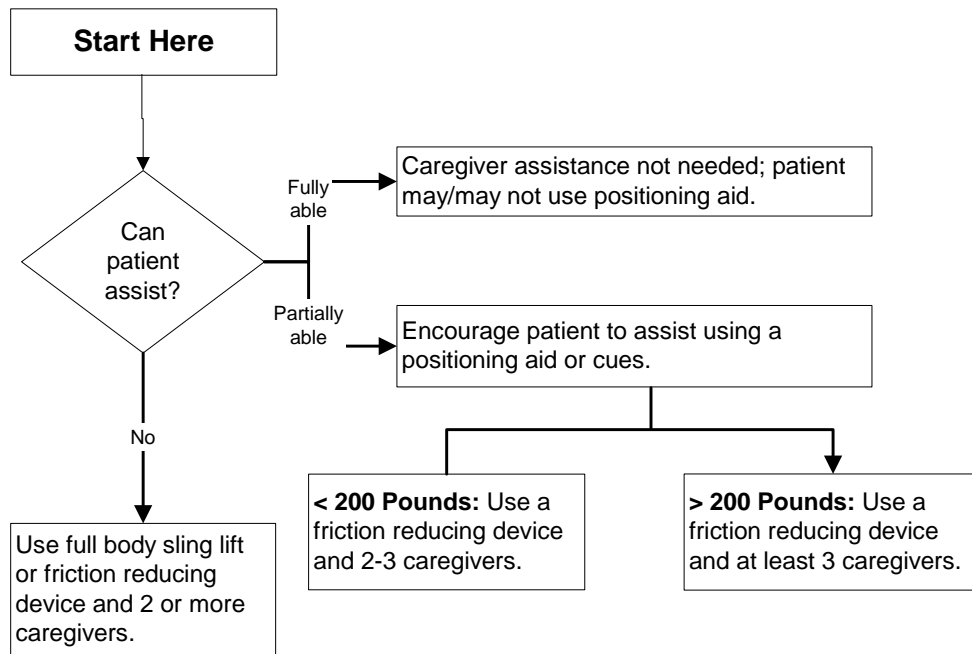 Start Here
Can
patient
assist?
Fully
able
Caregiver assistance not needed; patient
may/may not use positioning aid.
Partially
able
Encourage patient to assist using a
positioning aid or cues.
No
Use full body sling lift
or friction reducing
device and 2 or more
caregivers.
< 200 Pounds: Use a
friction reducing device
and 2-3 caregivers.
> 200 Pounds: Use a
friction reducing device
and at least 3 caregivers.